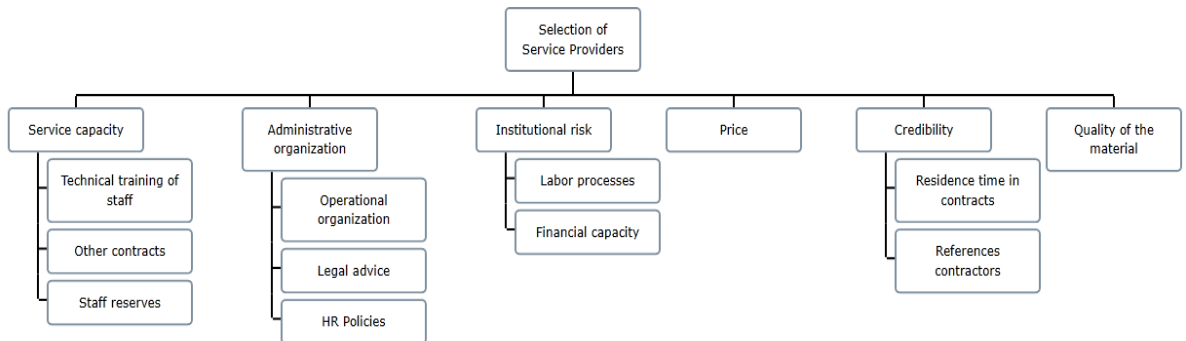 Selection of
Service Providers
Service capacity
Technical training of
staff
Other contracts
Staff reserves
Administrative
organization
Operational
organization
Legal advice
HR Policies
Institutional risk
Labor processes
Financial capacity
Price
Credibility
Residence time in
contracts
References
contractors
Quality of the
material